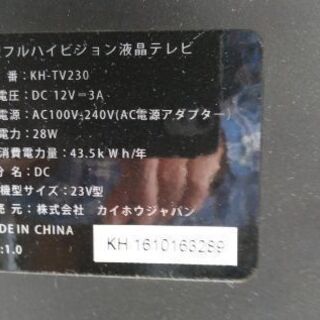 フルハイビジョン液晶テレビ
番：KH-TV230
電圧：DC 12V⎓3A
電源：AC100V-240V(AC電源アダプター)
電力：28W
消費電力量：43.5kWh/年
分 名：DC
機型サイズ：23V型
売 元：株式会社 カイホウジャパン
MADE IN CHINA
:1.0
KH 1610163289